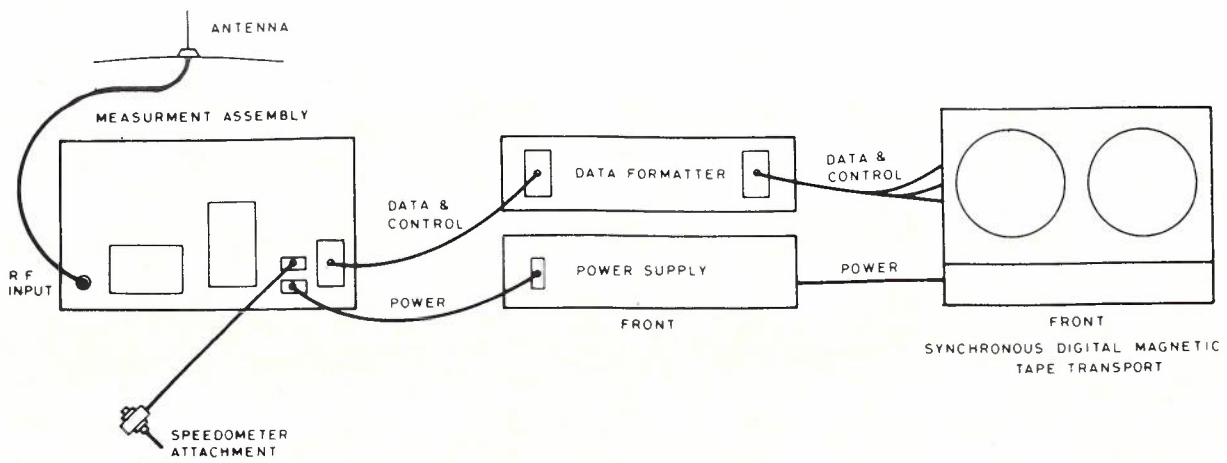 ANTENNA
MEASURMENT ASSEMBLY
RF
INPUT
DATA &
CONTROL
POWER
SPEEDOMETER
ATTACHMENT
DATA FORMATTER
POWER SUPPLY
FRONT
DATA &
CONTROL
POWER
FRONT
SYNCHRONOUS DIGITAL MAGNETIC
TAPE TRANSPORT